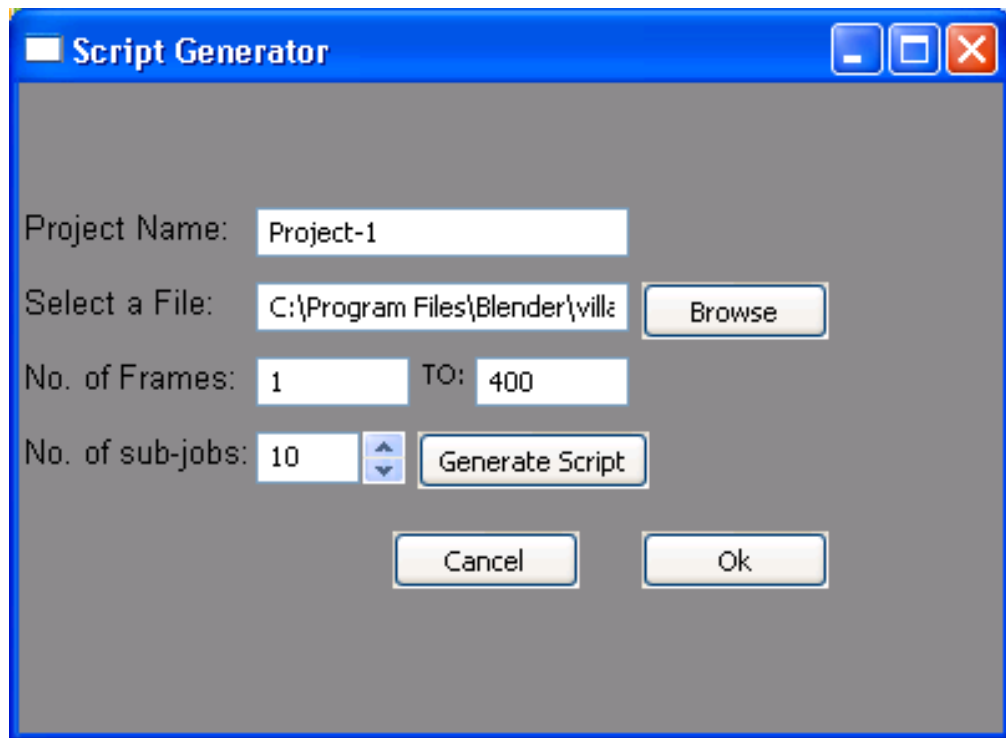 Script Generator
Project Name: Project-1
Select a File: C:\Program Files\Blender\villa Browse
No. of Frames: 1 TO: 400
No. of sub-jobs: 10 Generate Script
Cancel Ok